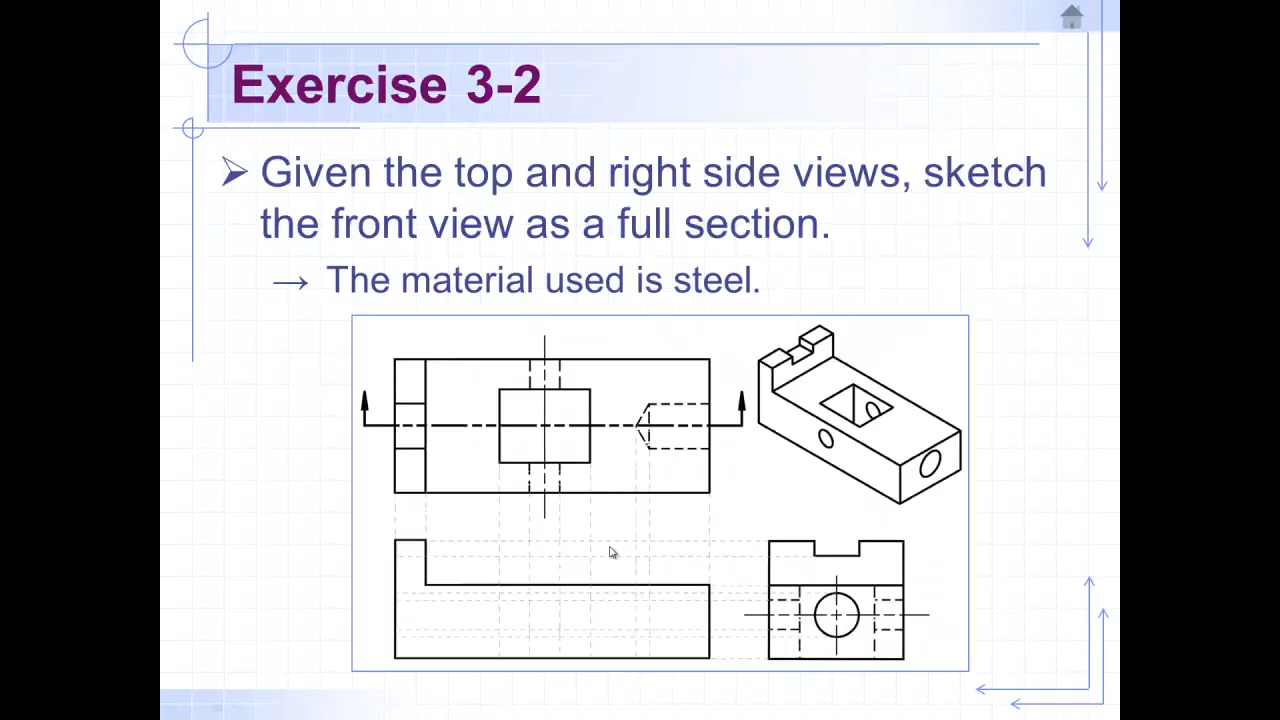 Exercise 3-2
Given the top and right side views, sketch
the front view as a full section.
→ The material used is steel.